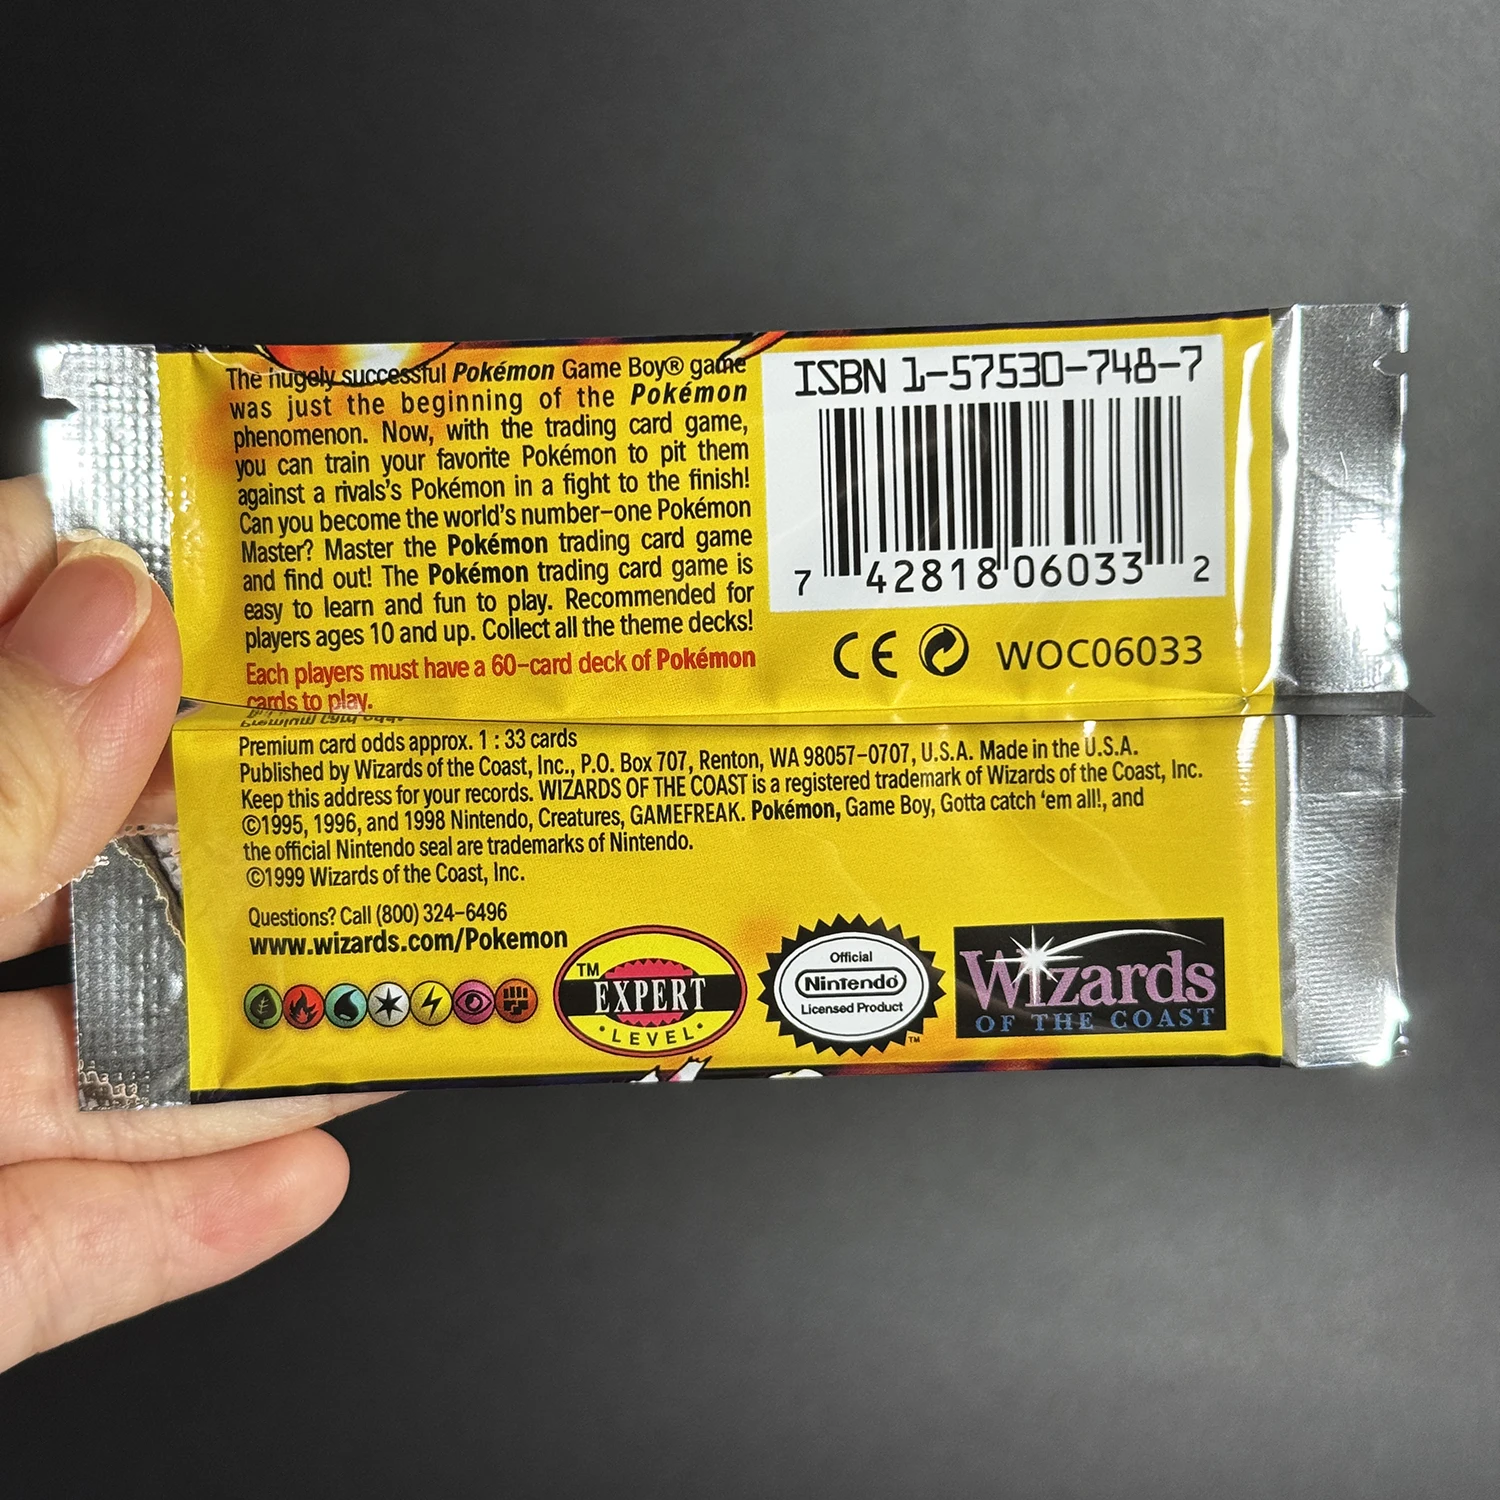 The hugely successful Pokémon Game Boy® game
was just the beginning of the Pokémon
phenomenon. Now, with the trading card game,
you can train your favorite Pokémon to pit them
against a rivals's Pokémon in a fight to the finish!
Can you become the world's number-one Pokémon
Master? Master the Pokémon trading card game
and find out! The Pokémon trading card game is
easy to learn and fun to play. Recommended for
players ages 10 and up. Collect all the theme decks!
Each players must have a 60-card deck of Pokémon
cards to play.
ISBN 1-57530-748-7
7 42818 06033 2
CE WOC06033
Premium card odds approx. 1 : 33 cards
Published by Wizards of the Coast, Inc., P.O. Box 707, Renton, WA 98057-0707, U.S.A. Made in the U.S.A.
Keep this address for your records. WIZARDS OF THE COAST is a registered trademark of Wizards of the Coast, Inc.
©1995, 1996, and 1998 Nintendo, Creatures, GAMEFREAK. Pokémon, Game Boy, Gotta catch 'em all!, and
the official Nintendo seal are trademarks of Nintendo.
©1999 Wizards of the Coast, Inc.
Questions? Call (800) 324-6496
www.wizards.com/Pokemon
TM
EXPERT
• LEVEL •
Official
Nintendo
Licensed Product
TM
Wizards
OF THE COAST